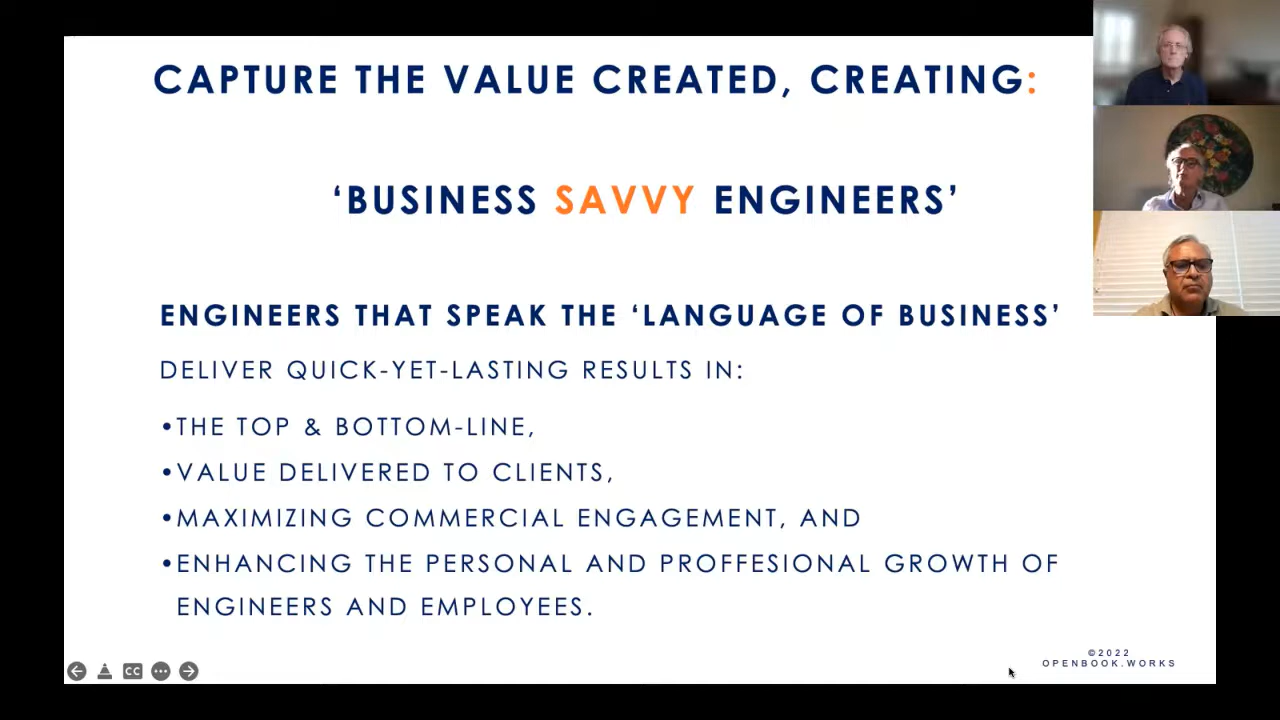 CAPTURE THE VALUE CREATED, CREATING:
‘BUSINESS SAVVY ENGINEERS’
ENGINEERS THAT SPEAK THE ‘LANGUAGE OF BUSINESS’
DELIVER QUICK-YET-LASTING RESULTS IN:
•THE TOP & BOTTOM-LINE,
•VALUE DELIVERED TO CLIENTS,
•MAXIMIZING COMMERCIAL ENGAGEMENT, AND
•ENHANCING THE PERSONAL AND PROFFESIONAL GROWTH OF
ENGINEERS AND EMPLOYEES.
CC
©2022
OPENBOOK.WORKS